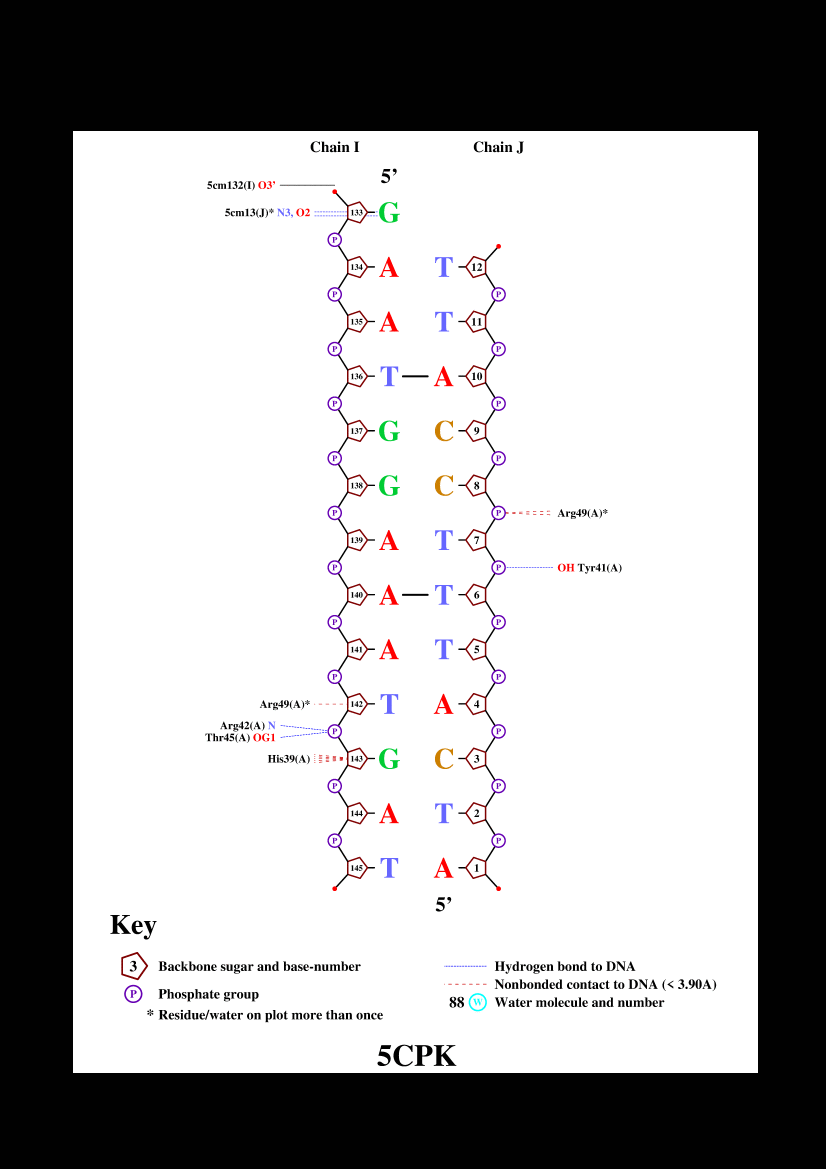 Chain I Chain J
5’
5cm132(I) O3’
5cm13(J)* N3, O2 133 G
P
134 A T 12
P P
135 A T 11
P P
136 T A 10
P P
137 G C 9
P P
138 G C 8
P P Arg49(A)*
139 A T 7
P P OH Tyr41(A)
140 A T 6
P P
141 A T 5
P P
Arg49(A)* 142 T A 4
Arg42(A) N
P P
Thr45(A) OG1
His39(A) 143 G C 3
P P
144 A T 2
P P
145 T A 1
5’
Key
3 Backbone sugar and base-number
P Phosphate group
* Residue/water on plot more than once
Hydrogen bond to DNA
Nonbonded contact to DNA (< 3.90A)
88 W Water molecule and number
5CPK